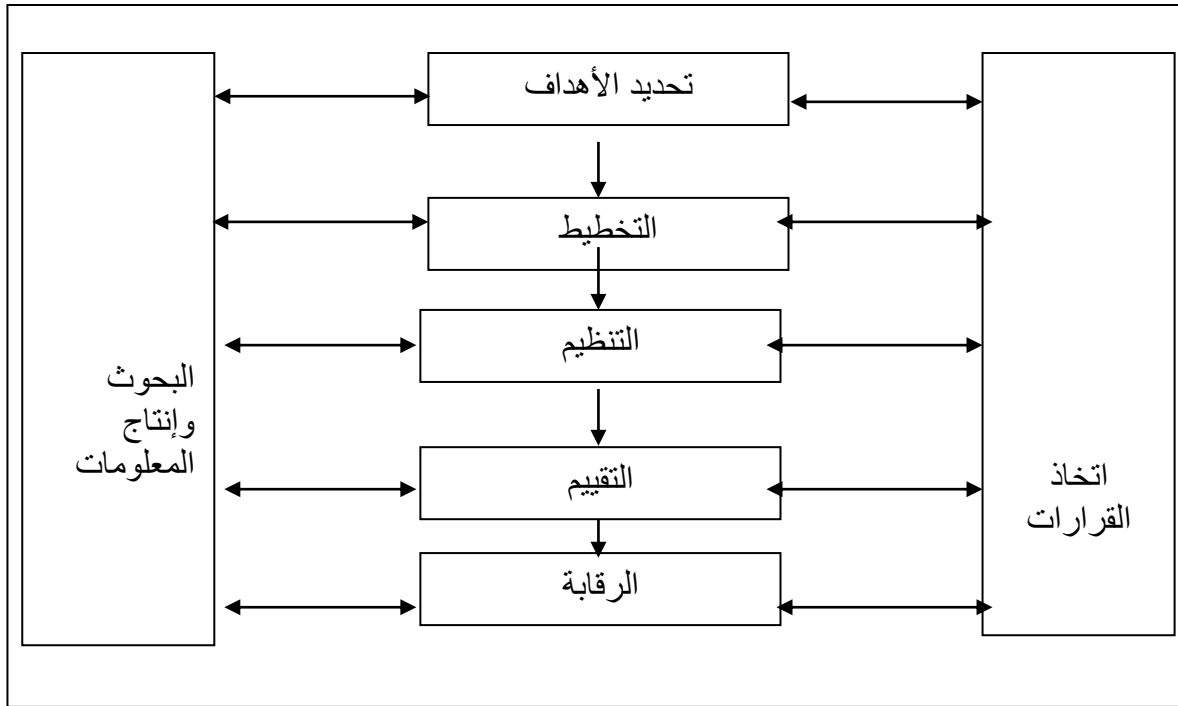 تحديد الأهداف
التخطيط
التنظيم
التقييم
الرقابة
البحوث
وإنتاج
المعلومات
اتخاذ
القرارات